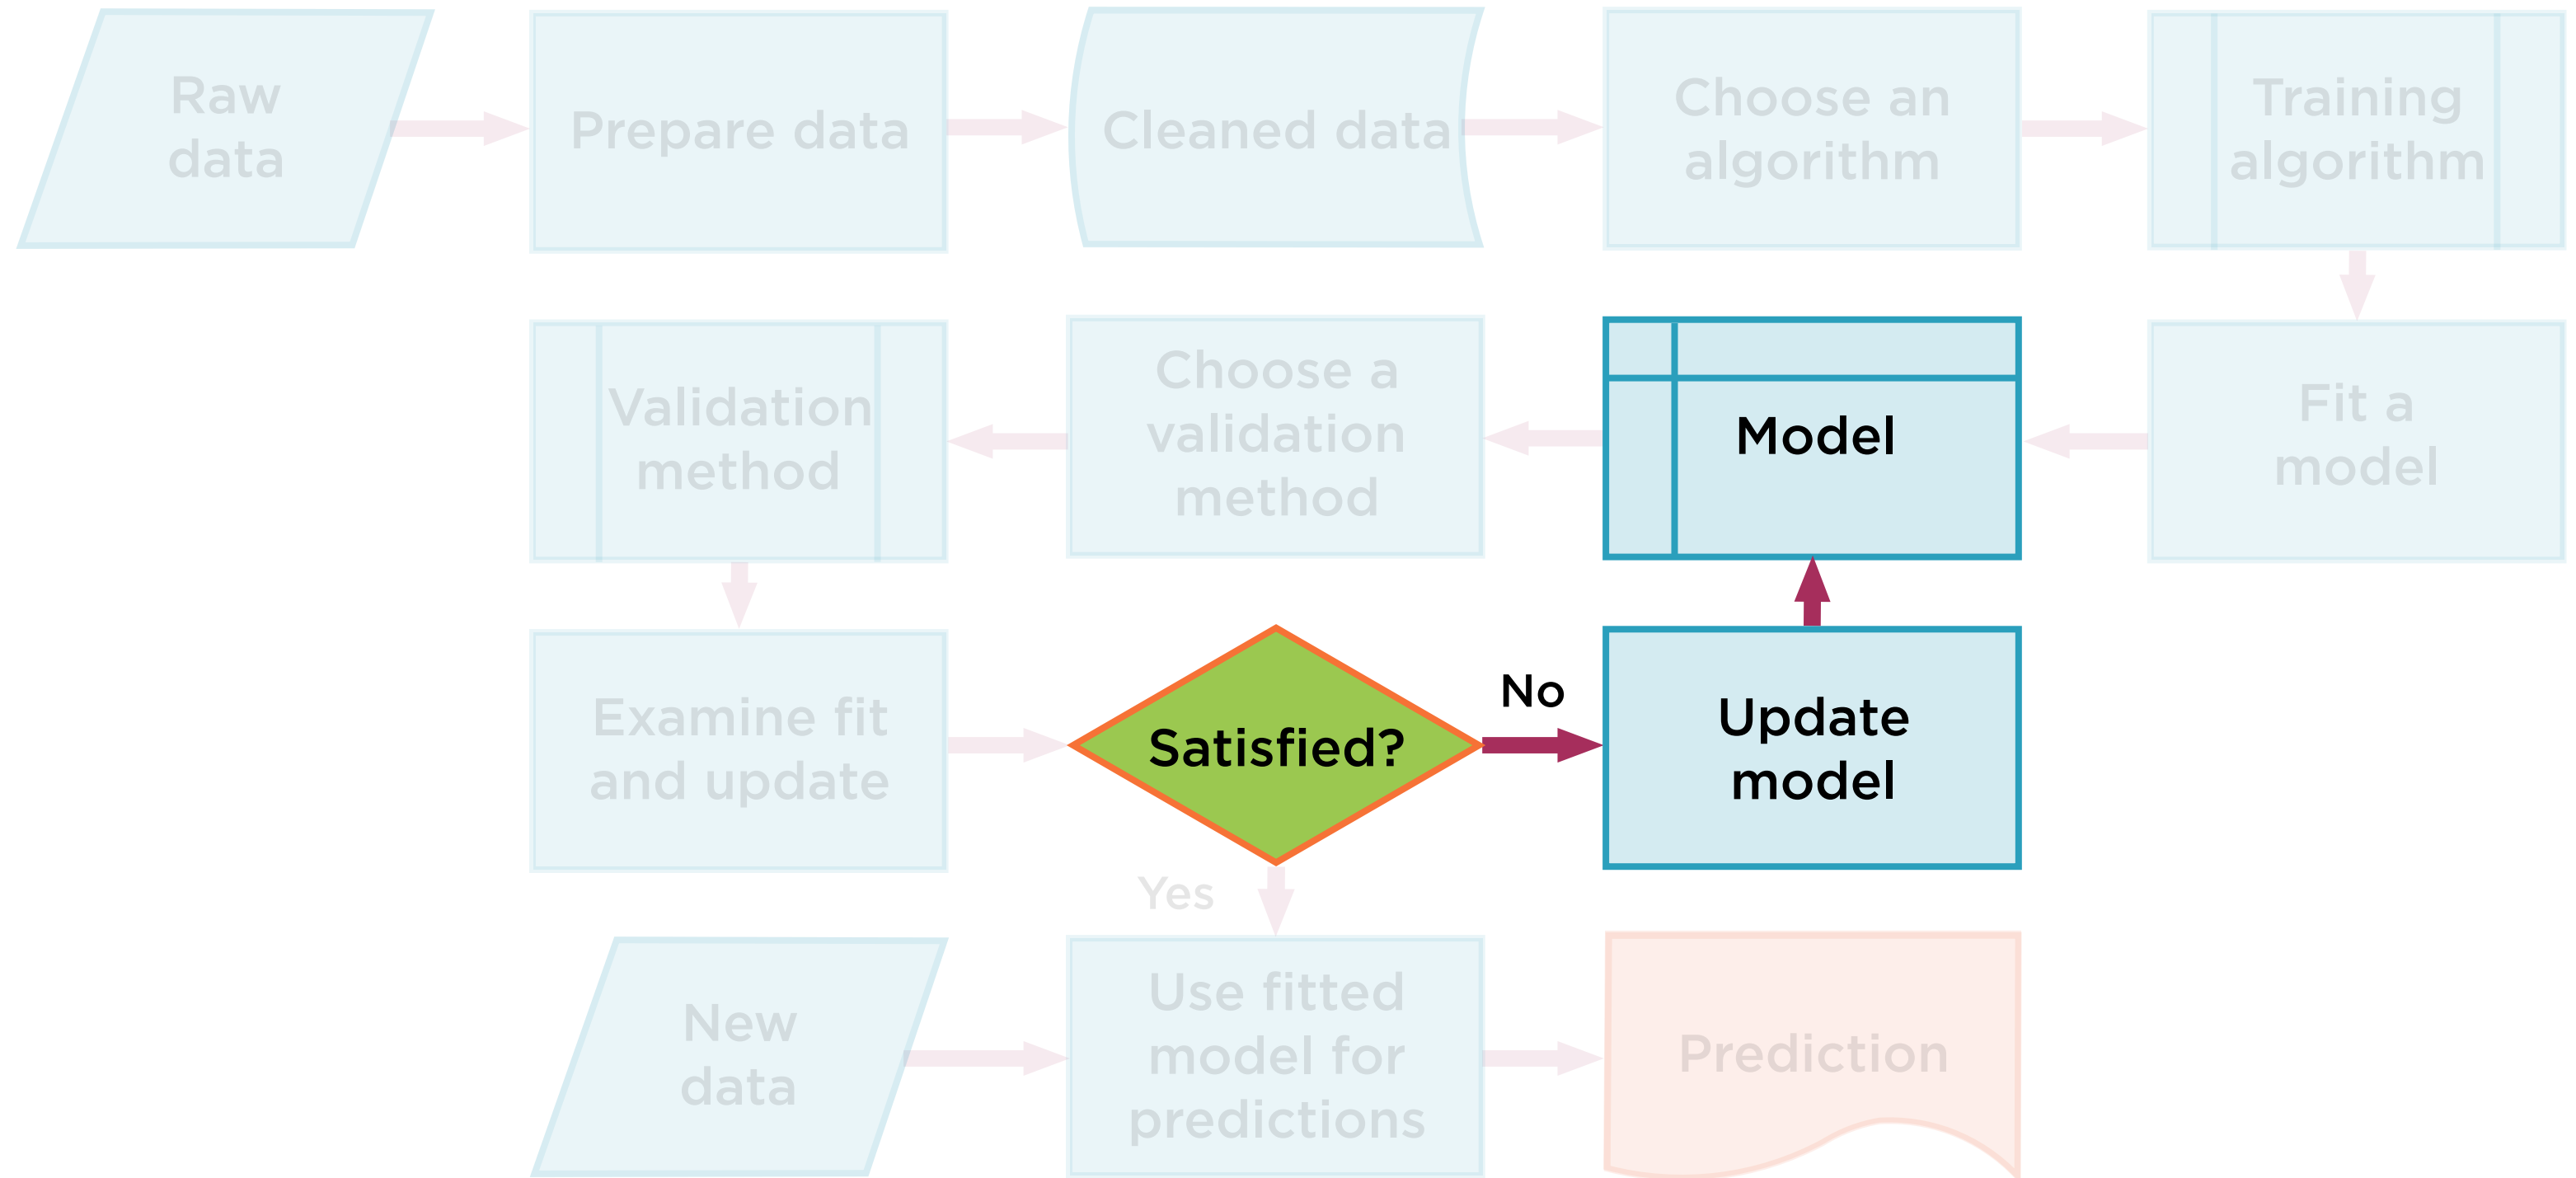 Raw
data
Prepare data
Cleaned data
Choose an
algorithm
Training
algorithm
Validation
method
Choose a
validation
method
Model
Fit a
model
Examine fit
and update
Satisfied?
No
Update
model
Yes
New
data
Use fitted
model for
predictions
Prediction